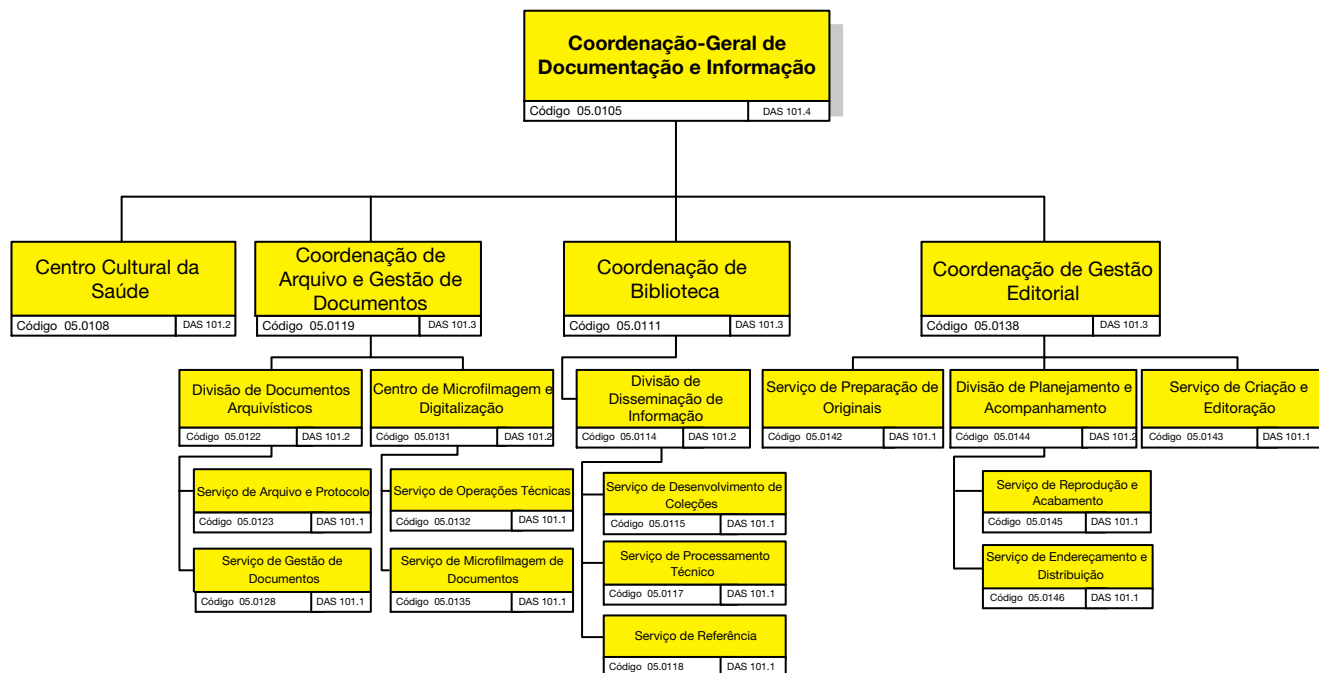 Coordenação-Geral de
Documentação e Informação
Código 05.0105
DAS 101.4
Centro Cultural da
Saúde
Código 05.0108
DAS 101.2
Coordenação de
Arquivo e Gestão de
Documentos
Código 05.0119
DAS 101.3
Coordenação de
Biblioteca
Código 05.0111
DAS 101.3
Coordenação de Gestão
Editorial
Código 05.0138
DAS 101.3
Divisão de Documentos
Arquivísticos
Código 05.0122
DAS 101.2
Centro de Microfilmagem e
Digitalização
Código 05.0131
DAS 101.2
Divisão de
Disseminação de
Informação
Código 05.0114
DAS 101.2
Serviço de Preparação de
Originais
Código 05.0142
DAS 101.1
Divisão de Planejamento e
Acompanhamento
Código 05.0144
DAS 101.2
Serviço de Criação e
Editoração
Código 05.0143
DAS 101.1
Serviço de Arquivo e Protocolo
Código 05.0123
DAS 101.1
Serviço de Operações Técnicas
Código 05.0132
DAS 101.1
Serviço de Desenvolvimento de
Coleções
Código 05.0115
DAS 101.1
Serviço de Reprodução e
Acabamento
Código 05.0145
DAS 101.1
Serviço de Gestão de
Documentos
Código 05.0128
DAS 101.1
Serviço de Microfilmagem de
Documentos
Código 05.0135
DAS 101.1
Serviço de Processamento
Técnico
Código 05.0117
DAS 101.1
Serviço de Endereçamento e
Distribuição
Código 05.0146
DAS 101.1
Serviço de Referência
Código 05.0118
DAS 101.1